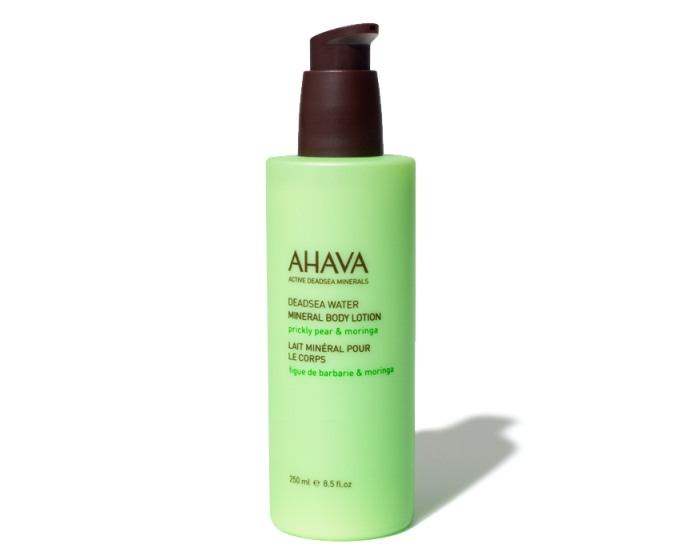 AHAVA
ACTIVE DEADSEA MINERALS
DEADSEA WATER
MINERAL BODY LOTION
prickly pear & moringa
LAIT MINÉRAL POUR
LE CORPS
figue de barbarie & moringa
250 ml ℮ 8.5 fl.oz